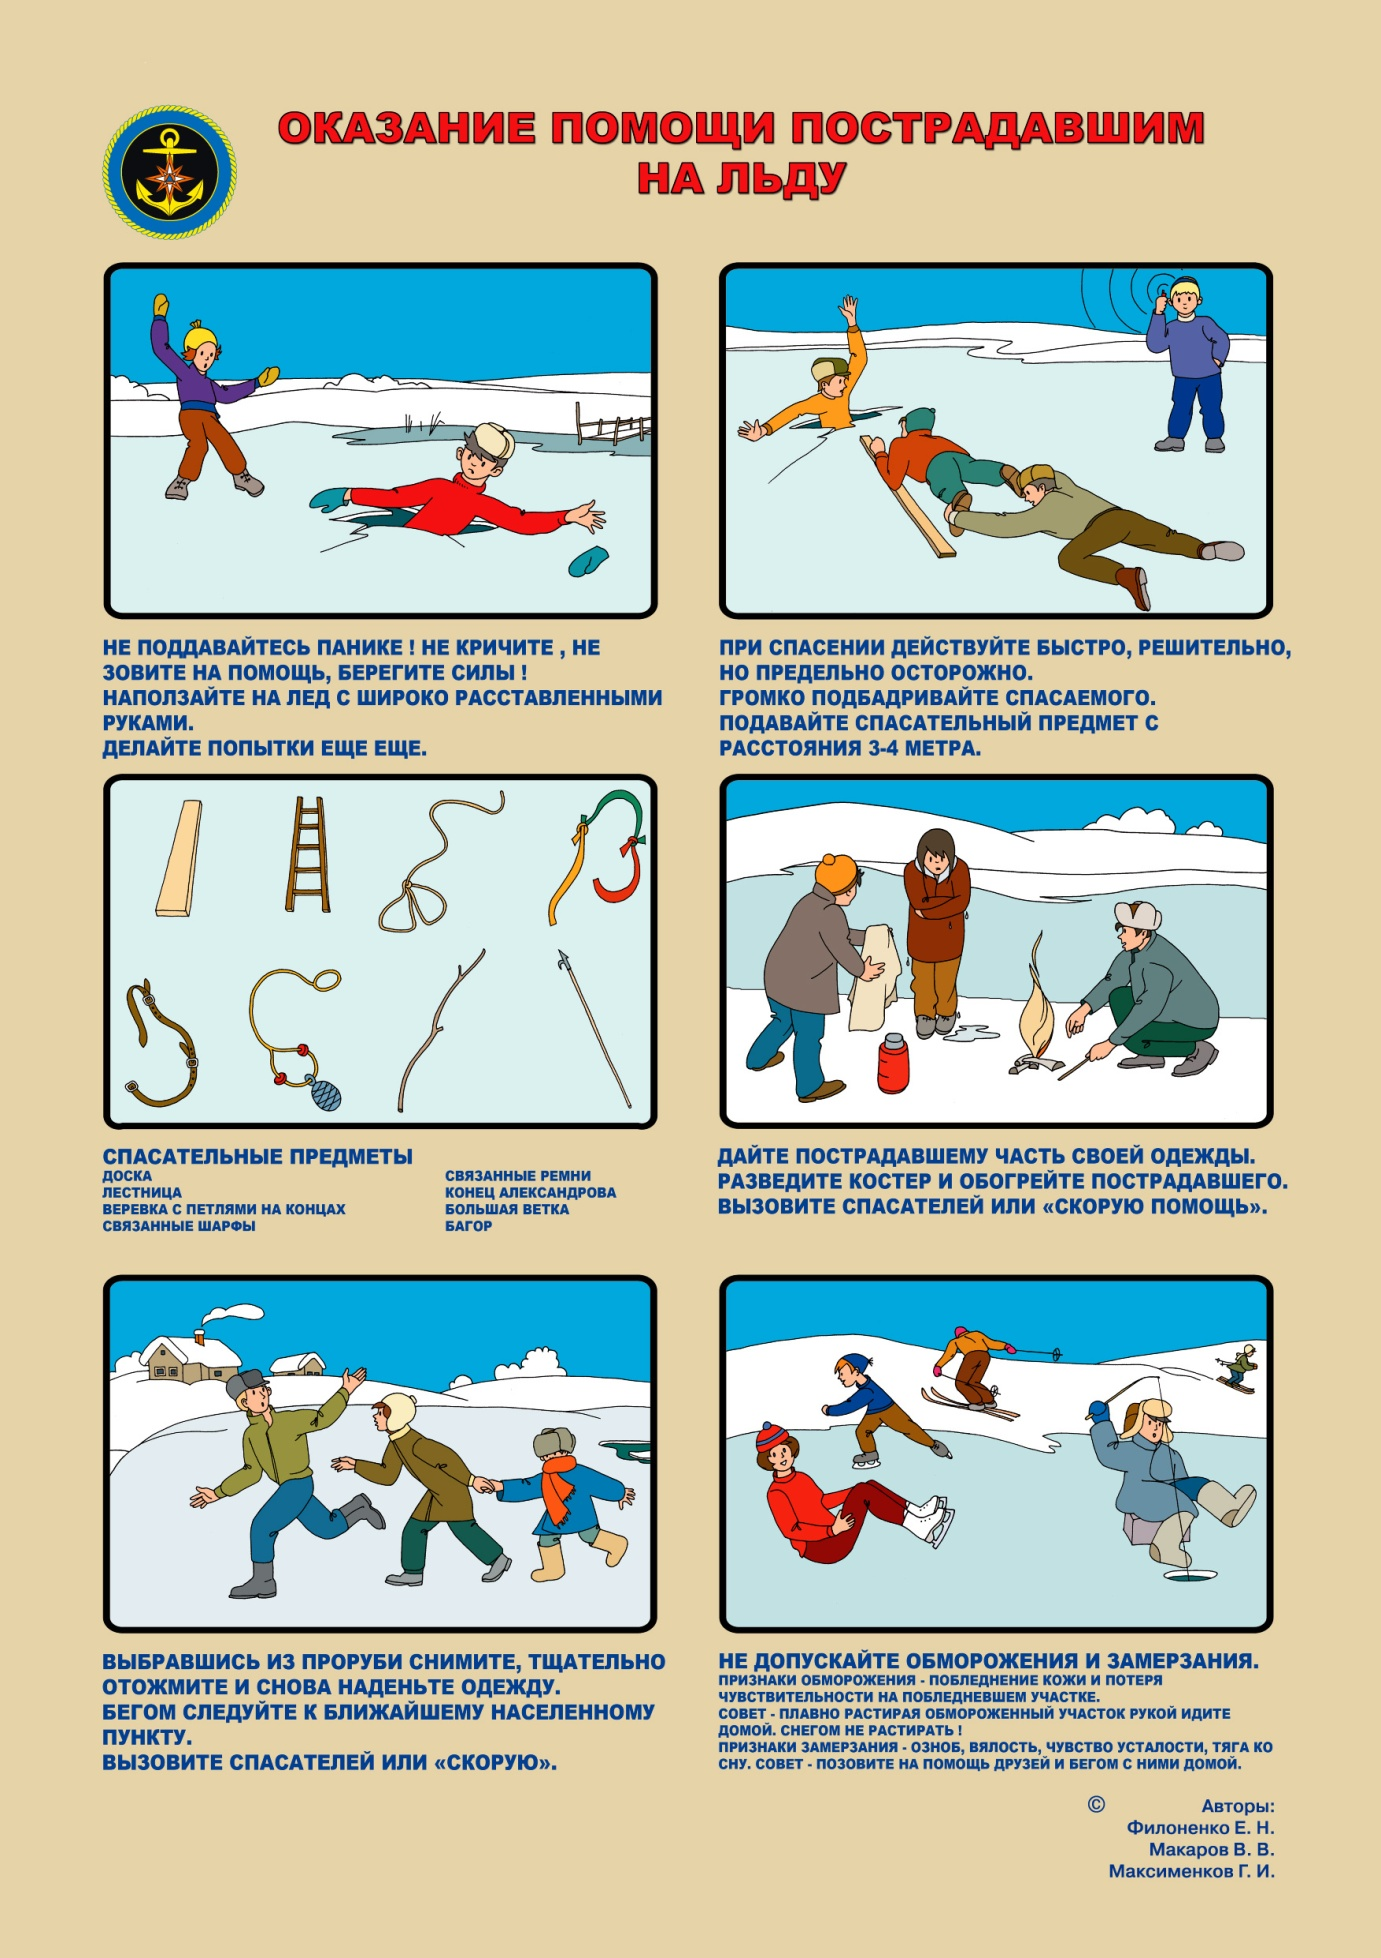 ОКАЗАНИЕ ПОМОЩИ ПОСТРАДАВШИМ
НА ЛЬДУ
НЕ ПОДДАВАЙТЕСЬ ПАНИКЕ ! НЕ КРИЧИТЕ , НЕ
ЗОВИТЕ НА ПОМОЩЬ, БЕРЕГИТЕ СИЛЫ !
НАПОЛЗАЙТЕ НА ЛЕД С ШИРОКО РАССТАВЛЕННЫМИ
РУКАМИ.
ДЕЛАЙТЕ ПОПЫТКИ ЕЩЕ ЕЩЕ.
ПРИ СПАСЕНИИ ДЕЙСТВУЙТЕ БЫСТРО, РЕШИТЕЛЬНО,
НО ПРЕДЕЛЬНО ОСТОРОЖНО.
ГРОМКО ПОДБАДРИВАЙТЕ СПАСАЕМОГО.
ПОДАВАЙТЕ СПАСАТЕЛЬНЫЙ ПРЕДМЕТ С
РАССТОЯНИЯ 3-4 МЕТРА.
СПАСАТЕЛЬНЫЕ ПРЕДМЕТЫ
ДОСКА
ЛЕСТНИЦА
ВЕРЕВКА С ПЕТЛЯМИ НА КОНЦАХ
СВЯЗАННЫЕ ШАРФЫ
СВЯЗАННЫЕ РЕМНИ
КОНЕЦ АЛЕКСАНДРОВА
БОЛЬШАЯ ВЕТКА
БАГОР
ДАЙТЕ ПОСТРАДАВШЕМУ ЧАСТЬ СВОЕЙ ОДЕЖДЫ.
РАЗВЕДИТЕ КОСТЕР И ОБОГРЕЙТЕ ПОСТРАДАВШЕГО.
ВЫЗОВИТЕ СПАСАТЕЛЕЙ ИЛИ «СКОРУЮ ПОМОЩЬ».
ВЫБРАВШИСЬ ИЗ ПРОРУБИ СНИМИТЕ, ТЩАТЕЛЬНО
ОТОЖМИТЕ И СНОВА НАДЕНЬТЕ ОДЕЖДУ.
БЕГОМ СЛЕДУЙТЕ К БЛИЖАЙШЕМУ НАСЕЛЕННОМУ
ПУНКТУ.
ВЫЗОВИТЕ СПАСАТЕЛЕЙ ИЛИ «СКОРУЮ».
НЕ ДОПУСКАЙТЕ ОБМОРОЖЕНИЯ И ЗАМЕРЗАНИЯ.
ПРИЗНАКИ ОБМОРОЖЕНИЯ - ПОБЛЕДНЕНИЕ КОЖИ И ПОТЕРЯ
ЧУВСТВИТЕЛЬНОСТИ НА ПОБЛЕДНЕВШЕМ УЧАСТКЕ.
СОВЕТ - ПЛАВНО РАСТИРАЯ ОБМОРОЖЕННЫЙ УЧАСТОК РУКОЙ ИДИТЕ
ДОМОЙ. СНЕГОМ НЕ РАСТИРАТЬ !
ПРИЗНАКИ ЗАМЕРЗАНИЯ - ОЗНОБ, ВЯЛОСТЬ, ЧУВСТВО УСТАЛОСТИ, ТЯГА КО
СНУ. СОВЕТ - ПОЗОВИТЕ НА ПОМОЩЬ ДРУЗЕЙ И БЕГОМ С НИМИ ДОМОЙ.
© Авторы:
Филоненко Е. Н.
Макаров В. В.
Максименков Г. И.